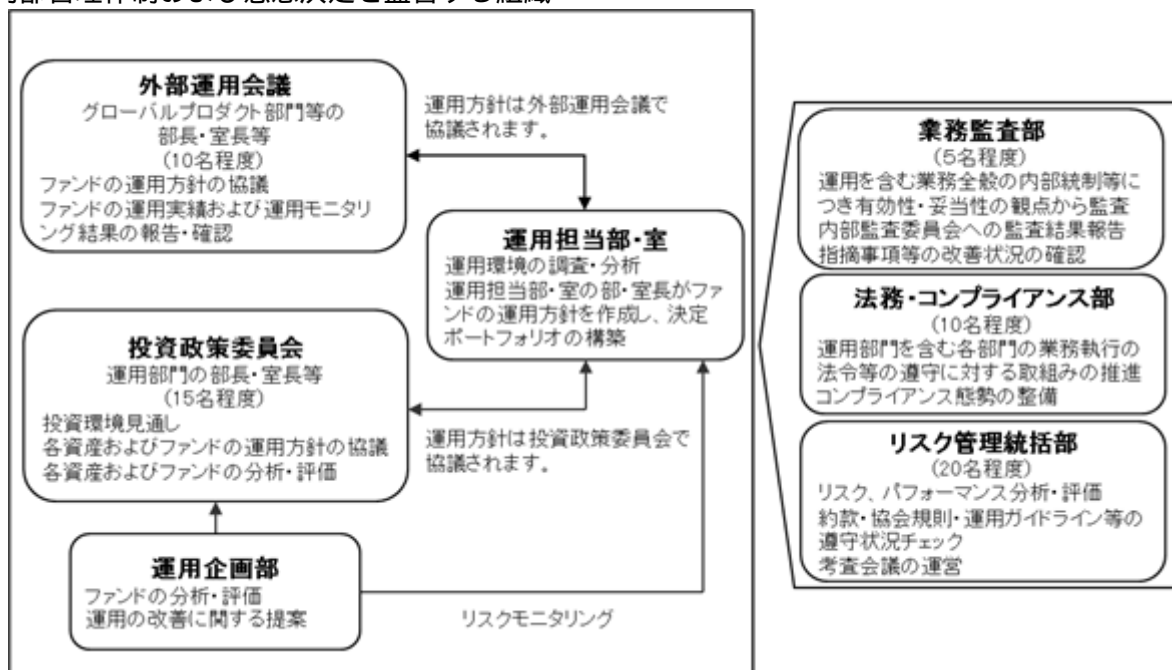 外部運用会議
グローバルプロダクト部門等の
部長・室長等
(10名程度)
ファンドの運用方針の協議
ファンドの運用実績および運用モニタリ
ング結果の報告・確認
運用方針は外部運用会議で
協議されます。
運用担当部・室
運用環境の調査・分析
運用担当部・室の部・室長がファ
ンドの運用方針を作成し、決定
ポートフォリオの構築
投資政策委員会
運用部門の部長・室長等
(15名程度)
投資環境見通し
各資産およびファンドの運用方針の協議
各資産およびファンドの分析・評価
運用方針は投資政策委員会で
協議されます。
運用企画部
ファンドの分析・評価
運用の改善に関する提案
リスクモニタリング
業務監査部
(5名程度)
運用を含む業務全般の内部統制等に
つき有効性・妥当性の観点から監査
内部監査委員会への監査結果報告
指摘事項等の改善状況の確認
法務・コンプライアンス部
(10名程度)
運用部門を含む各部門の業務執行の
法令等の遵守に対する取組みの推進
コンプライアンス態勢の整備
リスク管理統括部
(20名程度)
リスク、パフォーマンス分析・評価
約款・協会規則・運用ガイドライン等の
遵守状況チェック
考査会議の運営